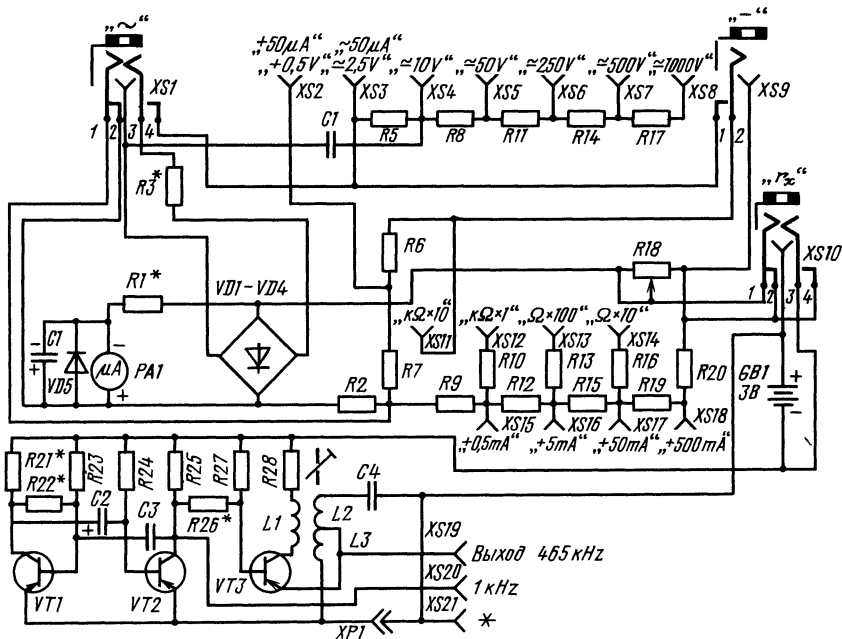 „~“
„-“
„+50μA“ „~50μA“
„+0,5V“ „≃2,5V“ „≃10V“ „≃50V“ „≃250V“ „≃500V“ „≃1000V“
XS1 XS2 XS3 XS4 XS5 XS6 XS7 XS8 XS9
C1
R5 R8 R11 R14 R17
1 2 3 4
1 2
R3*
„rx“
R6
R18
XS10
1 2 3 4
R1*
VD1-VD4
„кΩ×10“ „кΩ×1“ „Ω×100“ „Ω×10“
XS11 XS12 XS13 XS14
- C1 +
VD5
- μA +
PA1
R7
R10 R13 R16 R20
GB1
3В
+
-
R2 R9 R12 R15 R19
XS15 XS16 XS17 XS18
„+0,5mA“ „+5mA“ „+50mA“ „+500mA“
R21* R23 R24 R25 R27 R28
R22*
C2
+
C3
R26*
L1 L2
C4
L3
XS19
Выход 465 kHz
XS20
1 kHz
XS21
*
VT1 VT2 VT3
XP1